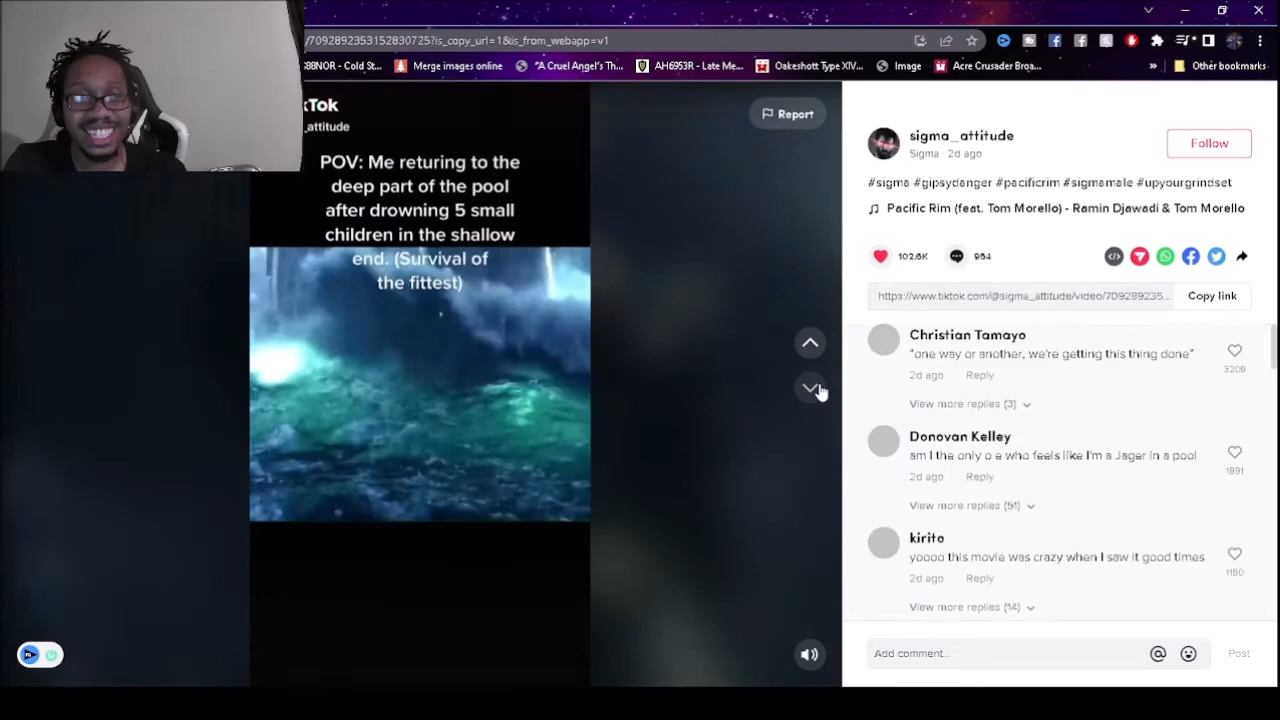 7092892353152830725?is_copy_url=1&is_from_webapp=v1
88NOR - Cold St...
Merge images online
"A Cruel Angel's Th...
AH6953R - Late Me...
Oakeshott Type XIV...
Image
Acre Crusader Broa...
»
Other bookmarks
kTok
_attitude
Report
POV: Me returing to the
deep part of the pool
after drowning 5 small
children in the shallow
end. (Survival of
the fittest)
sigma_attitude
Sigma · 2d ago
Follow
#sigma #gipsydanger #pacificrim #sigmamale #upyourgrindset
Pacific Rim (feat. Tom Morello) - Ramin Djawadi & Tom Morello
102.6K
954
https://www.tiktok.com/@sigma_attitude/video/709289235...
Copy link
Christian Tamayo
"one way or another, we're getting this thing done"
3209
2d ago Reply
View more replies (3)
Donovan Kelley
am I the only o e who feels like I'm a Jager in a pool
1991
2d ago Reply
View more replies (51)
kirito
yoooo this movie was crazy when I saw it good times
1150
2d ago Reply
View more replies (14)
Add comment...
@
Post